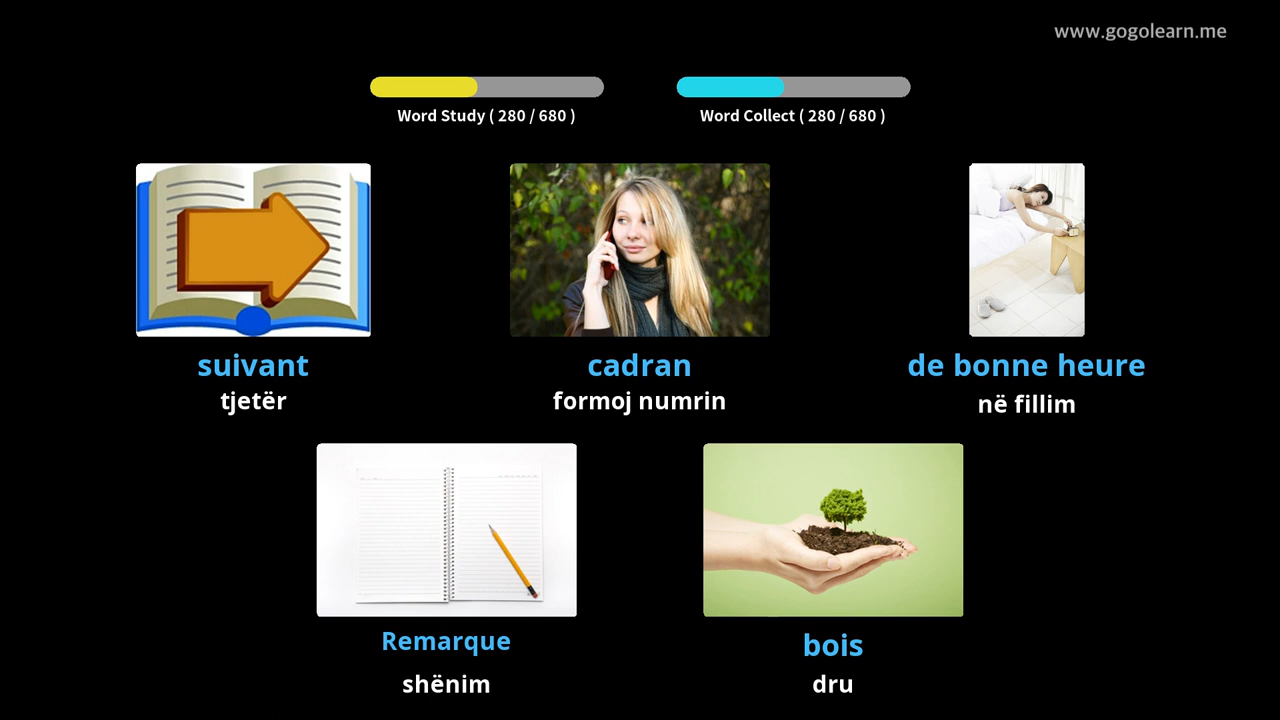 www.gogolearn.me
Word Study ( 280 / 680 )
Word Collect ( 280 / 680 )
suivant
tjetër
cadran
formoj numrin
de bonne heure
në fillim
Remarque
shënim
bois
dru